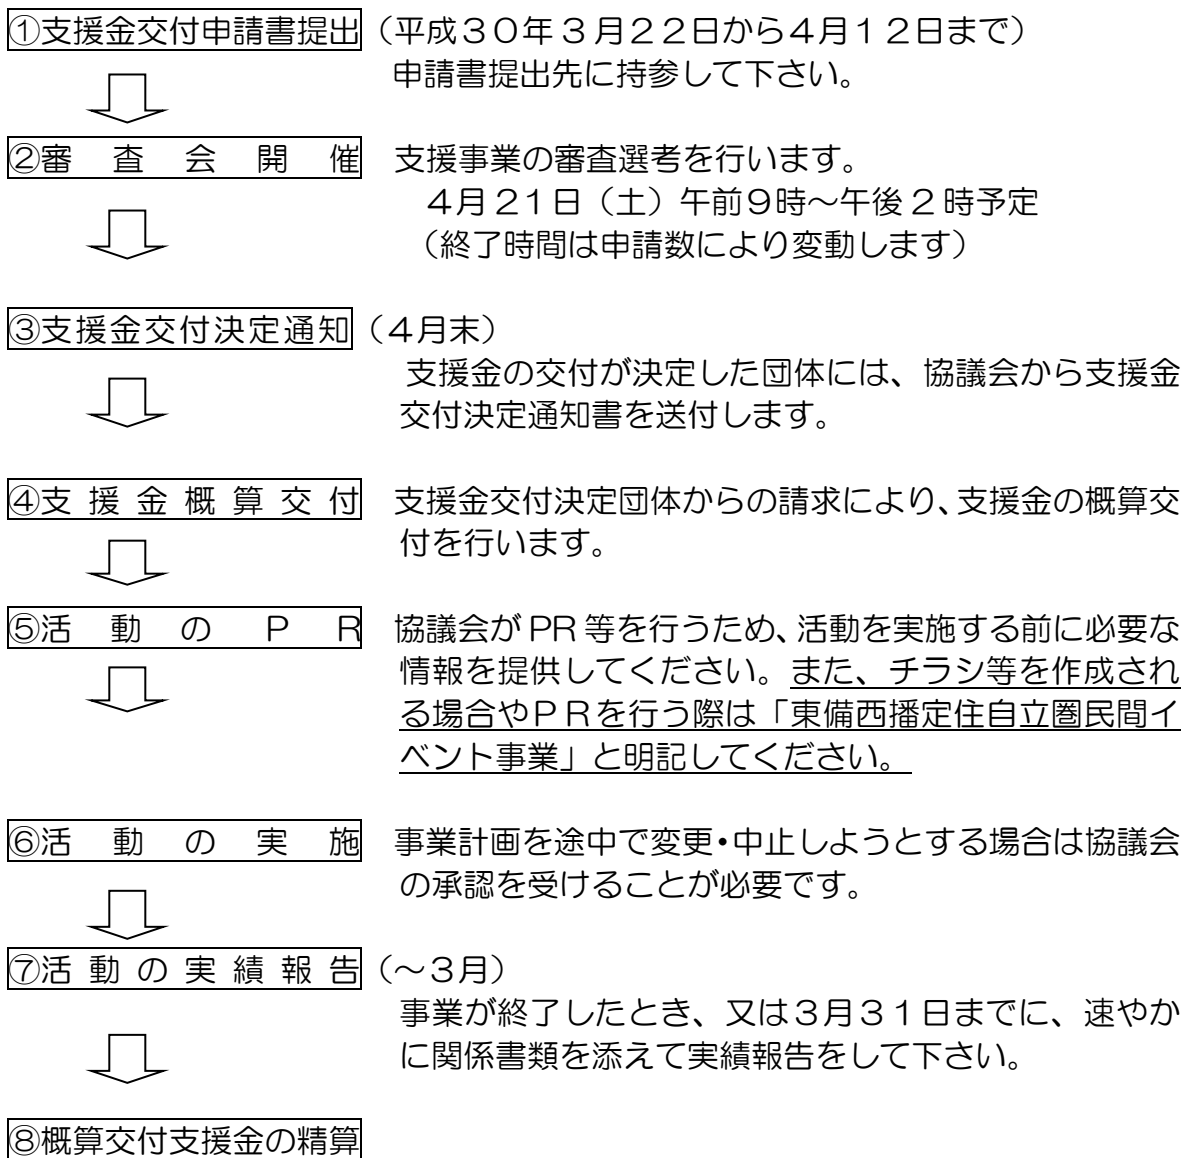 ①支援金交付申請書提出（平成３０年３月２２日から４月１２日まで）
申請書提出先に持参して下さい。
②審　査　会　開　催　支援事業の審査選考を行います。
４月２１日（土）午前９時～午後２時予定
（終了時間は申請数により変動します）
③支援金交付決定通知（４月末）
支援金の交付が決定した団体には、協議会から支援金
交付決定通知書を送付します。
④支 援 金 概 算 交 付　支援金交付決定団体からの請求により、支援金の概算交
付を行います。
⑤活　動　の　Ｐ　Ｒ　協議会がPR等を行うため、活動を実施する前に必要な
情報を提供してください。また、チラシ等を作成され
る場合やＰＲを行う際は「東備西播定住自立圏民間イ
ベント事業」と明記してください。
⑥活　動　の　実　施　事業計画を途中で変更・中止しようとする場合は協議会
の承認を受けることが必要です。
⑦活 動 の 実 績 報 告（～３月）
事業が終了したとき、又は３月３１日までに、速やか
に関係書類を添えて実績報告をして下さい。
⑧概算交付支援金の精算